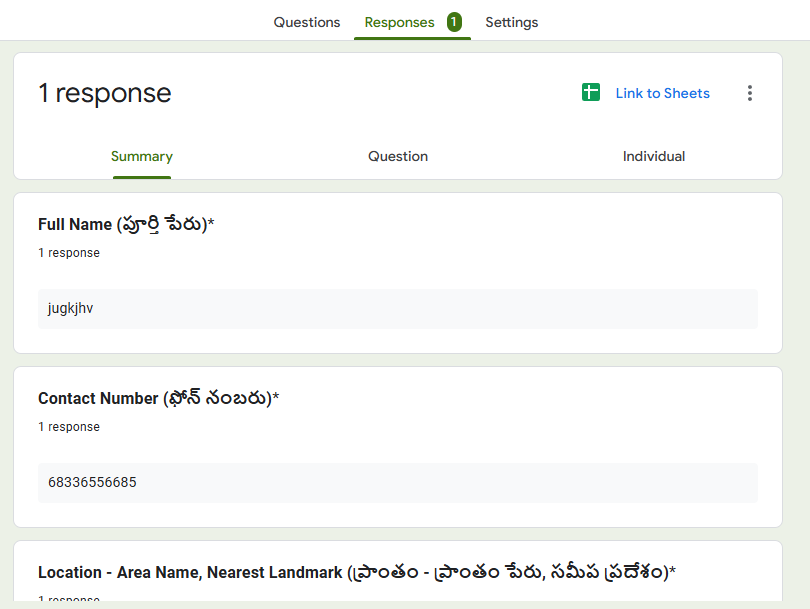 Questions Responses 1 Settings
1 response
Link to Sheets
Summary Question Individual
Full Name (పూర్తి పేరు)*
1 response
jugkjhv
Contact Number (ఫోన్ నంబరు)*
1 response
68336556685
Location - Area Name, Nearest Landmark (ప్రాంతం - ప్రాంతం పేరు, సమీప ప్రదేశం)*
1 response